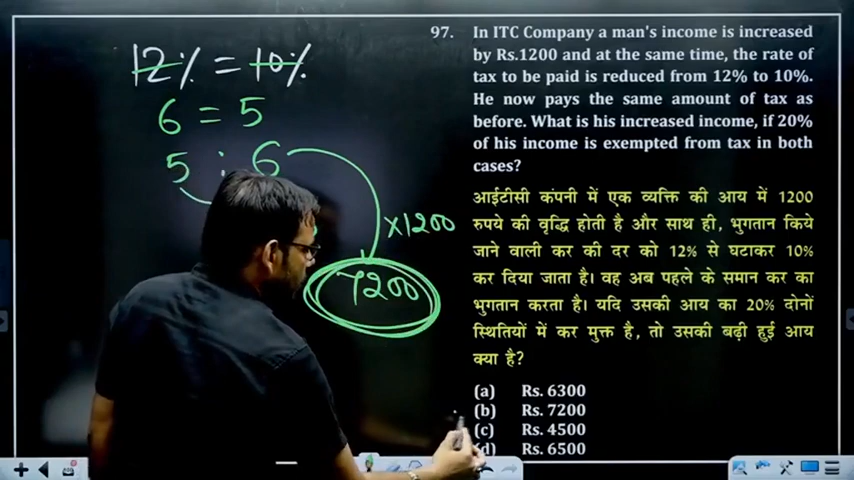 12% = 10%
6 = 5
5 : 6
×1200
7200
97. In ITC Company a man's income is increased
by Rs.1200 and at the same time, the rate of
tax to be paid is reduced from 12% to 10%.
He now pays the same amount of tax as
before. What is his increased income, if 20%
of his income is exempted from tax in both
cases?
आईटीसी कंपनी में एक व्यक्ति की आय में 1200
रुपये की वृद्धि होती है और साथ ही, भुगतान किये
जाने वाली कर की दर को 12% से घटाकर 10%
कर दिया जाता है। वह अब पहले के समान कर का
भुगतान करता है। यदि उसकी आय का 20% दोनों
स्थितियों में कर मुक्त है, तो उसकी बढ़ी हुई आय
क्या है?
(a) Rs. 6300
(b) Rs. 7200
(c) Rs. 4500
(d) Rs. 6500